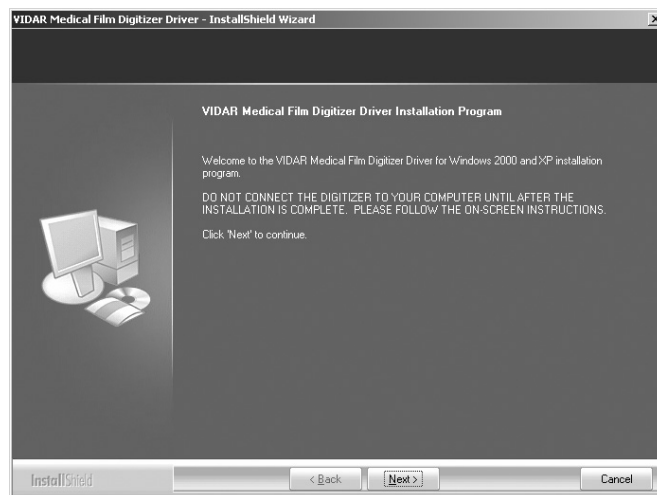 VIDAR Medical Film Digitizer Driver - InstallShield Wizard
VIDAR Medical Film Digitizer Driver Installation Program
Welcome to the VIDAR Medical Film Digitizer Driver for Windows 2000 and XP installation
program.
DO NOT CONNECT THE DIGITIZER TO YOUR COMPUTER UNTIL AFTER THE
INSTALLATION IS COMPLETE. PLEASE FOLLOW THE ON-SCREEN INSTRUCTIONS.
Click 'Next' to continue.
InstallShield
< Back Next > Cancel